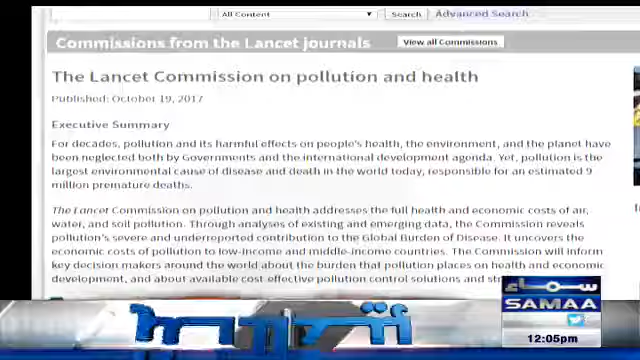 All Content
Search
Advanced Search
Commissions from the Lancet journals
View all Commissions
The Lancet Commission on pollution and health
Published: October 19, 2017
Executive Summary
For decades, pollution and its harmful effects on people's health, the environment, and the planet have
been neglected both by Governments and the international development agenda. Yet, pollution is the
largest environmental cause of disease and death in the world today, responsible for an estimated 9
million premature deaths.
The Lancet Commission on pollution and health addresses the full health and economic costs of air,
water, and soil pollution. Through analyses of existing and emerging data, the Commission reveals
pollution's severe and underreported contribution to the Global Burden of Disease. It uncovers the
economic costs of pollution to low-income and middle-income countries. The Commission will inform
key decision makers around the world about the burden that pollution places on health and economic
development, and about available cost-effective pollution control solutions and
سماء
SAMAA
12:05pm